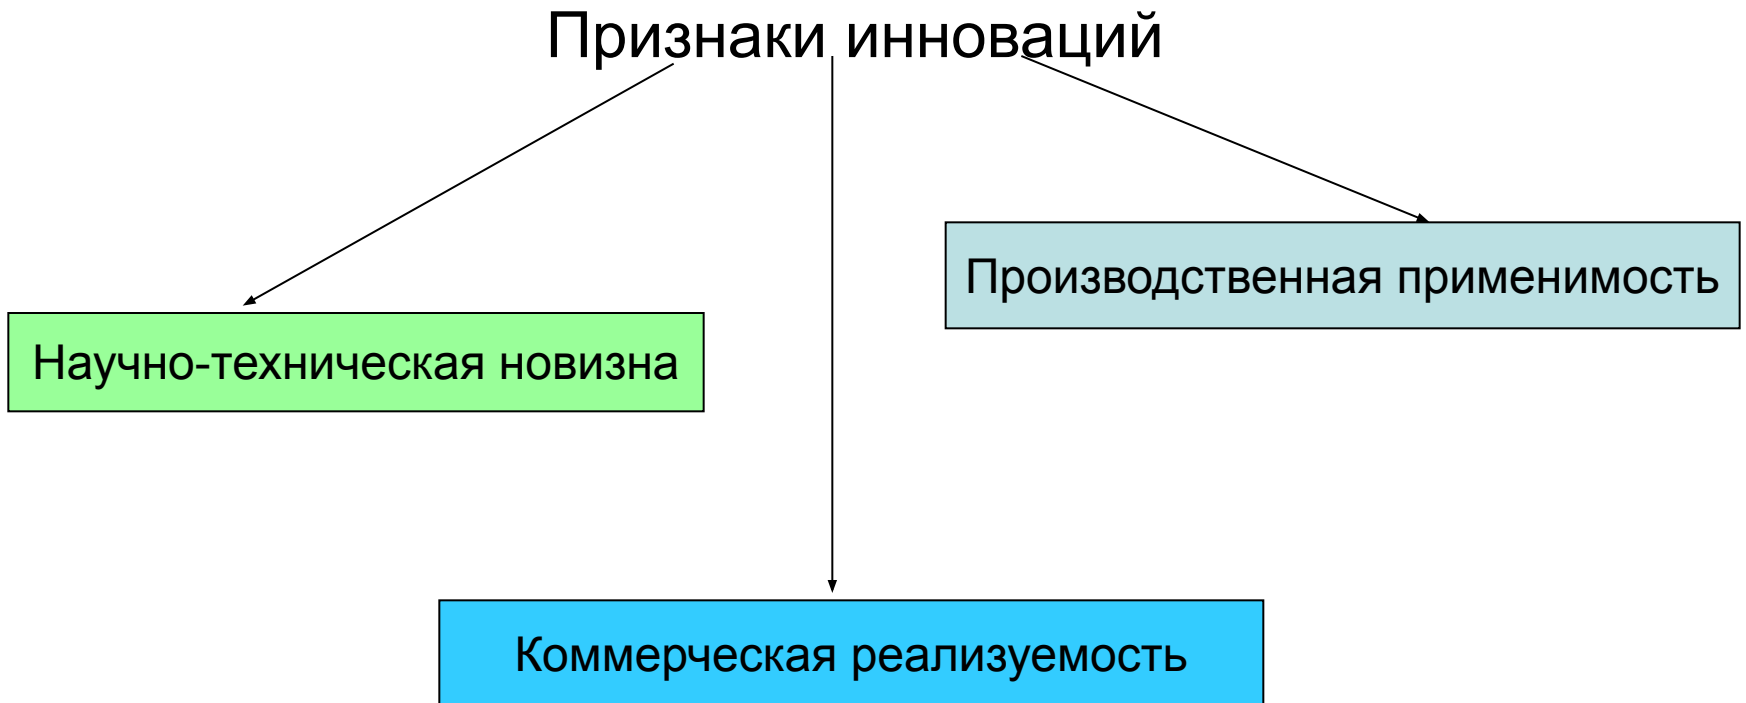 Признаки инноваций
Производственная применимость
Научно-техническая новизна
Коммерческая реализуемость